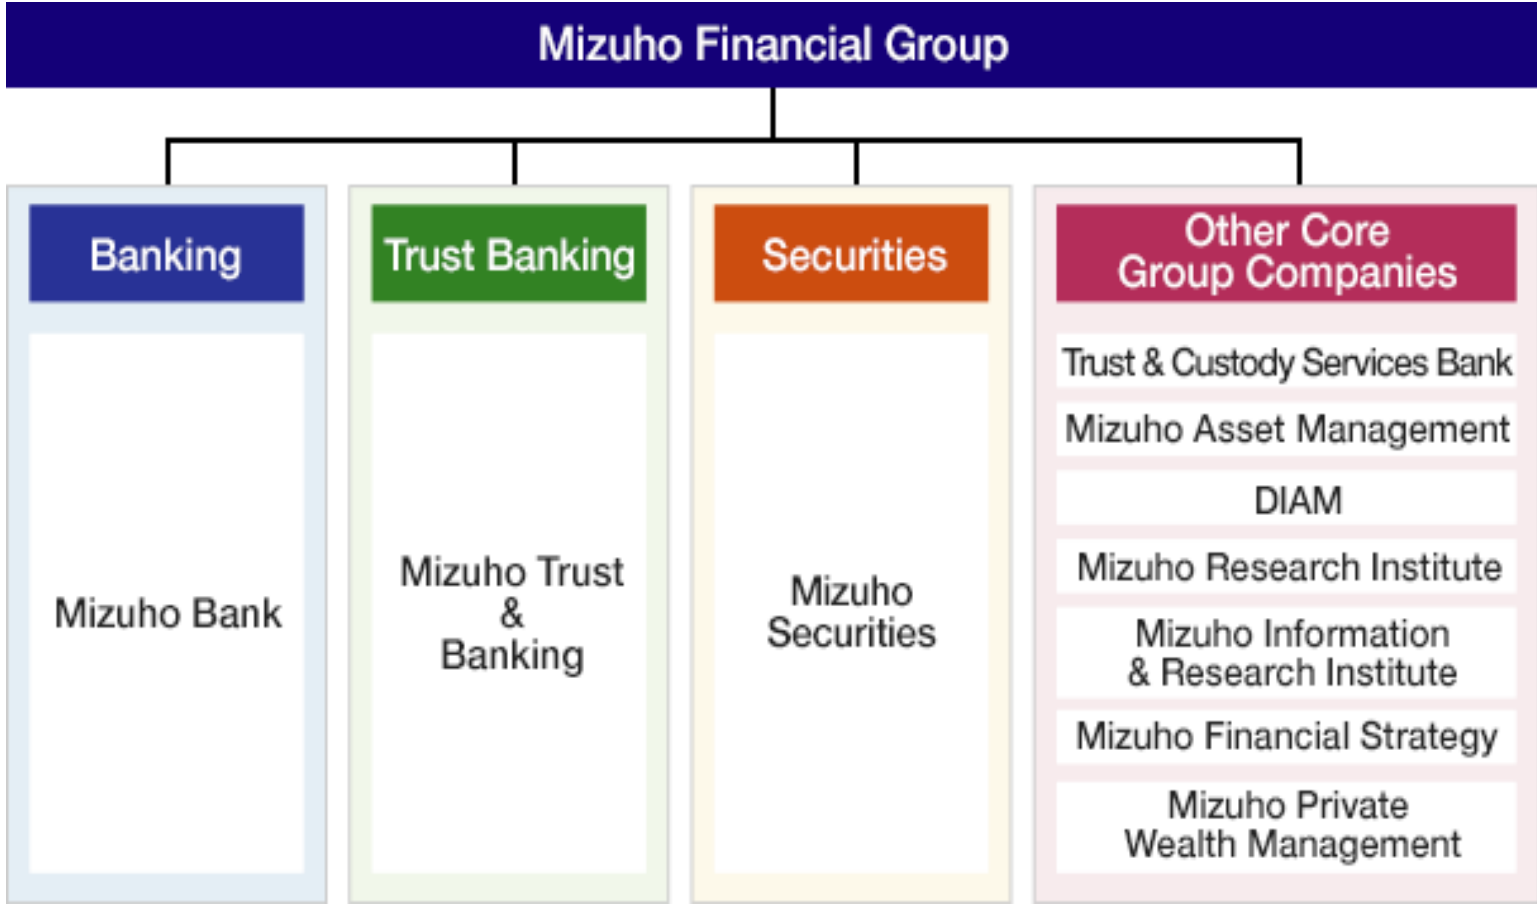 Mizuho Financial Group
Banking
Mizuho Bank
Trust Banking
Mizuho Trust
&
Banking
Securities
Mizuho
Securities
Other Core
Group Companies
Trust & Custody Services Bank
Mizuho Asset Management
DIAM
Mizuho Research Institute
Mizuho Information
& Research Institute
Mizuho Financial Strategy
Mizuho Private
Wealth Management